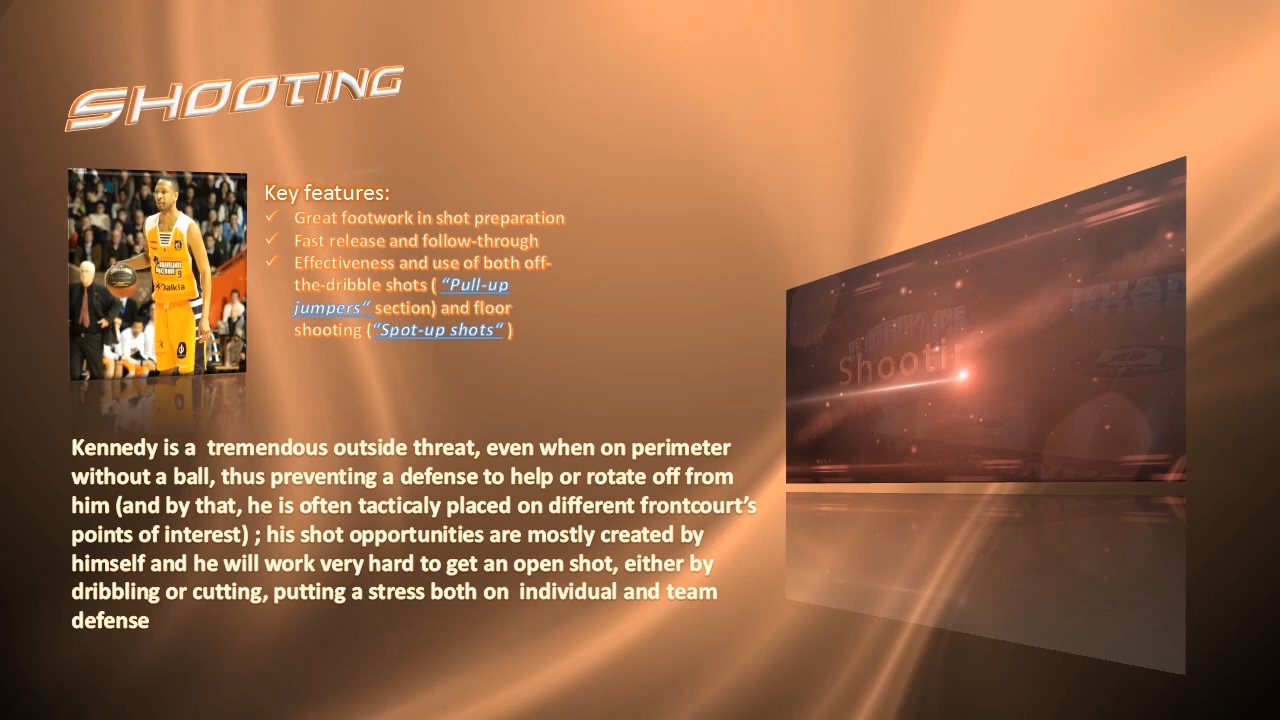 SHOOTING
Key features:
✓ Great footwork in shot preparation
✓ Fast release and follow-through
✓ Effectiveness and use of both off-
the-dribble shots ( “Pull-up
jumpers“ section) and floor
shooting (“Spot-up shots“ )
Kennedy is a  tremendous outside threat, even when on perimeter
without a ball, thus preventing a defense to help or rotate off from
him (and by that, he is often tacticaly placed on different frontcourt’s
points of interest) ; his shot opportunities are mostly created by
himself and he will work very hard to get an open shot, either by
dribbling or cutting, putting a stress both on  individual and team
defense
Shootin